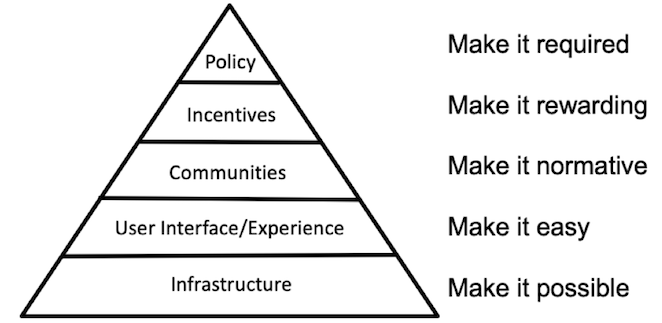 Policy
Make it required
Incentives
Make it rewarding
Communities
Make it normative
User Interface/Experience
Make it easy
Infrastructure
Make it possible